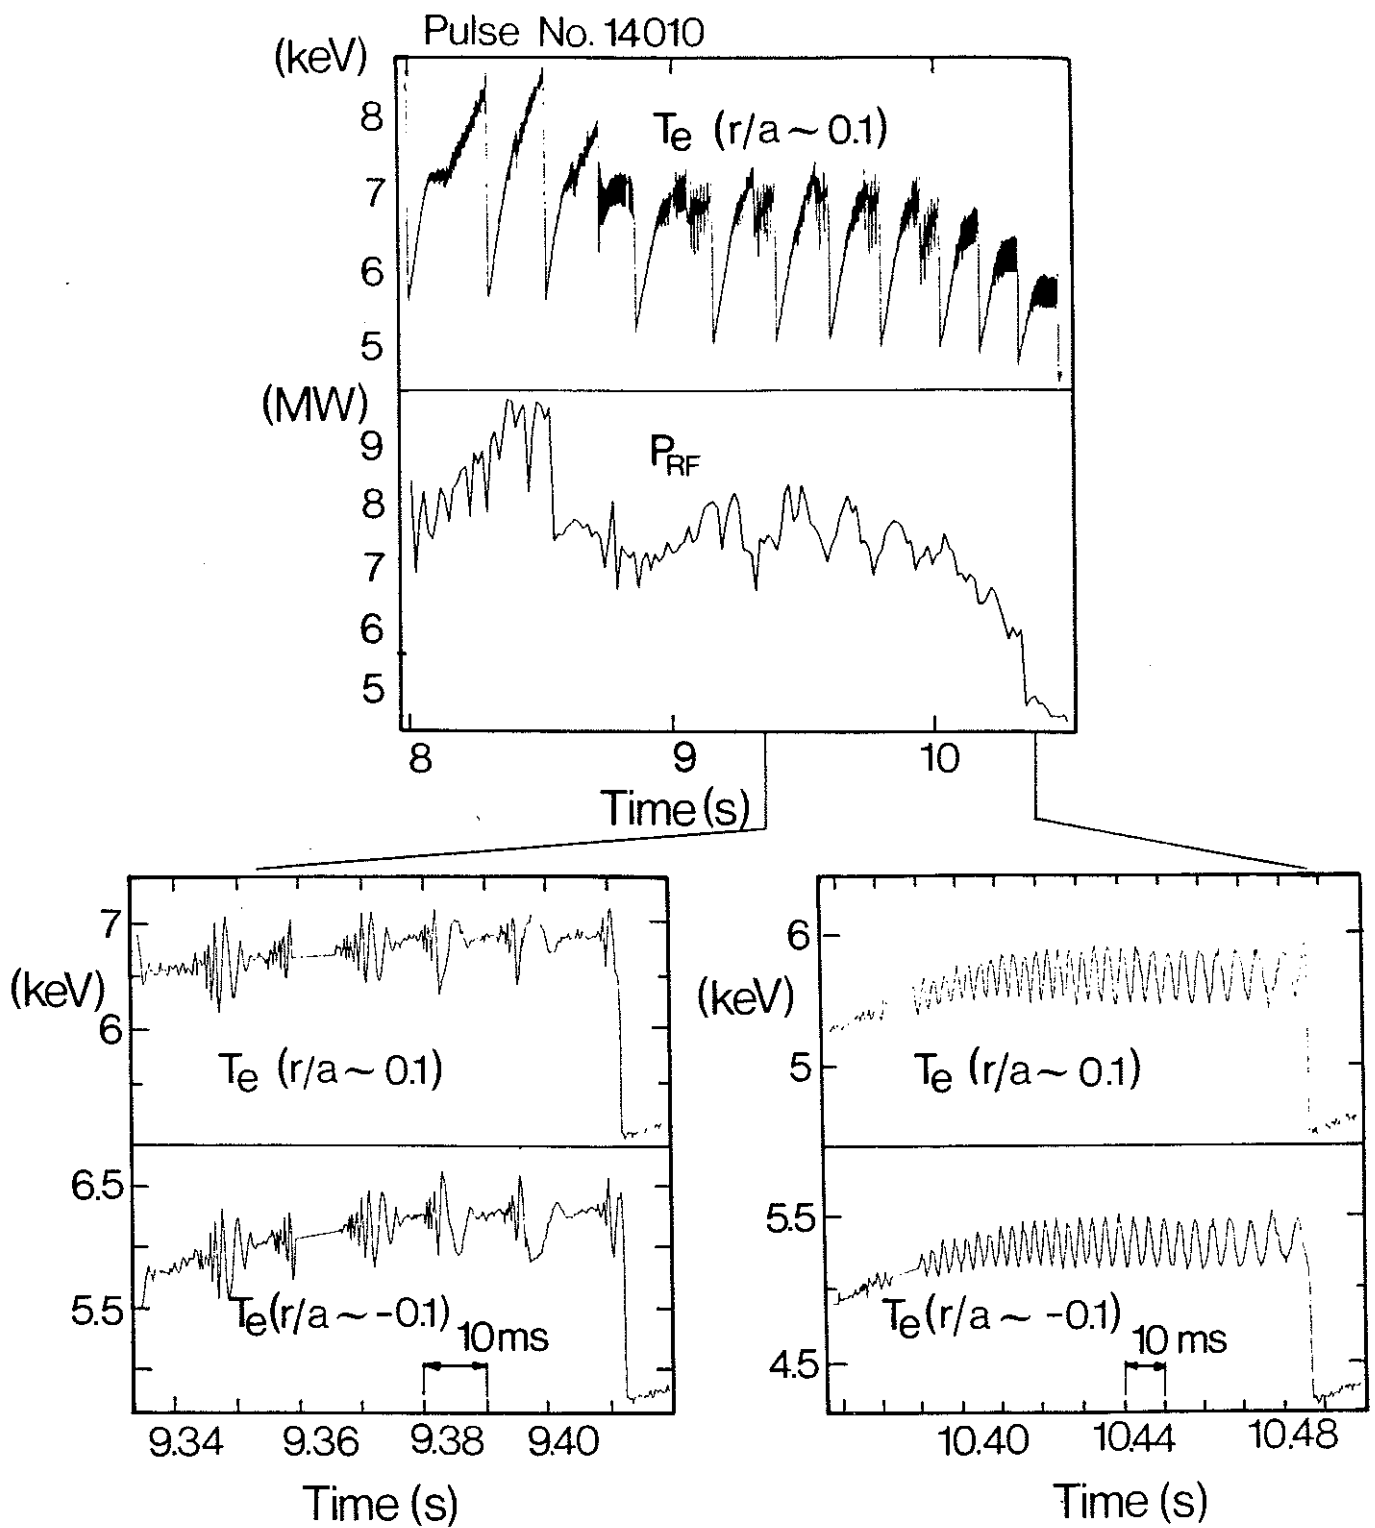 Pulse No. 14010
(keV)
8
7
6
5
Te (r/a ~ 0.1)
(MW)
9
8
7
6
5
PRF
8 9 10
Time (s)
7
(keV)
6
Te (r/a ~ 0.1)
6.5
5.5
Te (r/a ~ -0.1)
10 ms
9.34 9.36 9.38 9.40
Time (s)
6
(keV)
5
Te (r/a ~ 0.1)
5.5
4.5
Te (r/a ~ -0.1)
10 ms
10.40 10.44 10.48
Time (s)